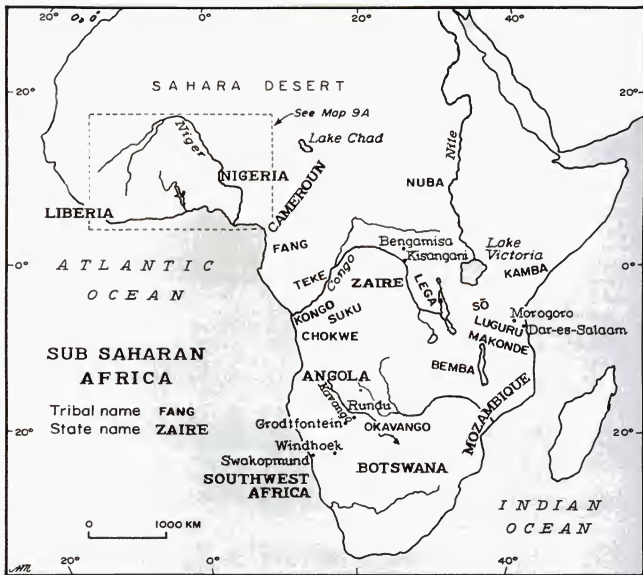 20° 0° 20° 40°
SAHARA DESERT
20° 20°
See Map 9A
Niger
Lake Chad
Nile
NIGERIA
NUBA
CAMEROUN
LIBERIA
FANG
Bengamisa
Kisangani
Lake
Victoria
0° 0°
ATLANTIC
OCEAN
TEKE
Congo
ZAIRE
LEGA
KAMBA
KONGO
SUKU
SŌ
Morogoro
LUGURU
Dar-es-Salaam
CHOKWE
MAKONDE
SUB SAHARAN
AFRICA
BEMBA
ANGOLA
Kavango
Rundu
MOZAMBIQUE
Tribal name FANG
State name ZAIRE
Grootfontein
OKAVANGO
20° 20°
Windhoek
Swakopmund
BOTSWANA
SOUTHWEST
AFRICA
INDIAN
OCEAN
0 1000 KM
20° 0° 20° 40°